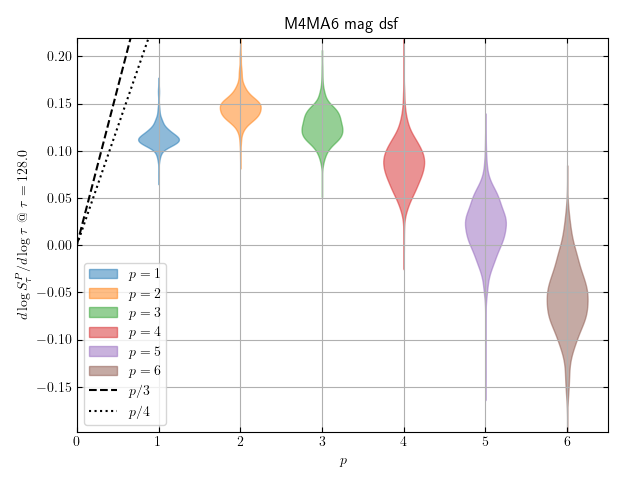 M4MA6 mag dsf
d log S_τ^P / d log τ @ τ = 128.0
0.20
0.15
0.10
0.05
0.00
−0.05
−0.10
−0.15
p = 1
p = 2
p = 3
p = 4
p = 5
p = 6
p/3
p/4
0 1 2 3 4 5 6
p